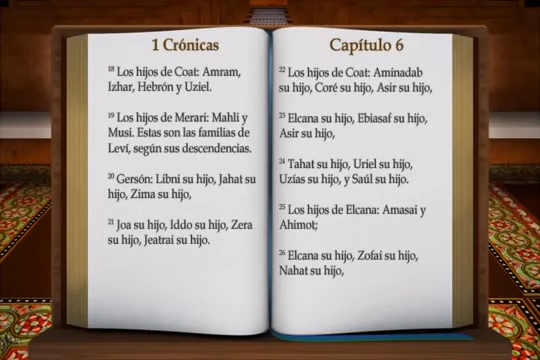 1 Crónicas
18 Los hijos de Coat: Amram,
Izhar, Hebrón y Uziel.
19 Los hijos de Merari: Mahli y
Musi. Estas son las familias de
Leví, según sus descendencias.
20 Gersón: Libni su hijo, Jahat su
hijo, Zima su hijo,
21 Joa su hijo, Iddo su hijo, Zera
su hijo, Jeatrai su hijo.
Capítulo 6
22 Los hijos de Coat: Aminadab
su hijo, Coré su hijo, Asir su hijo,
23 Elcana su hijo, Ebiasaf su hijo,
Asir su hijo,
24 Tahat su hijo, Uriel su hijo,
Uzías su hijo, y Saúl su hijo.
25 Los hijos de Elcana: Amasai y
Ahimot;
26 Elcana su hijo, Zofai su hijo,
Nahat su hijo,